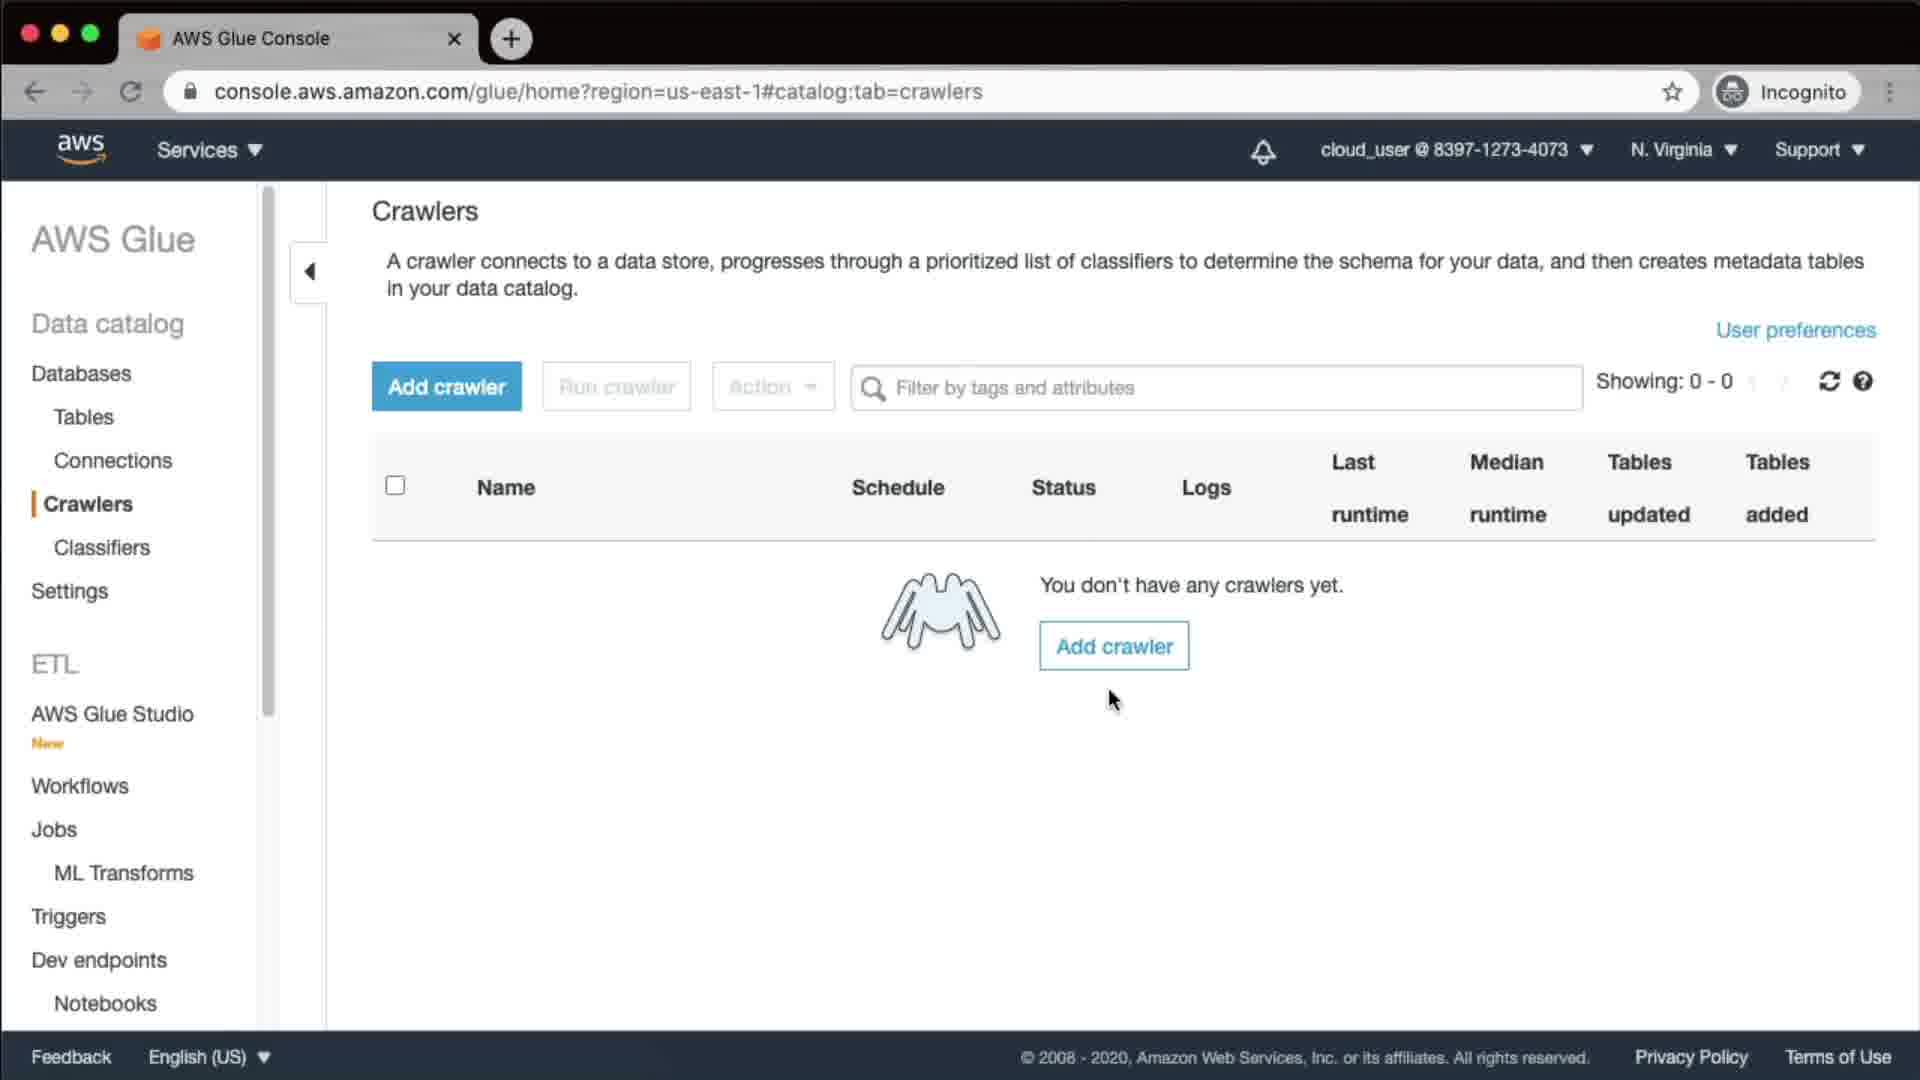 AWS Glue Console
console.aws.amazon.com/glue/home?region=us-east-1#catalog:tab=crawlers
Incognito
aws
Services
cloud_user @ 8397-1273-4073
N. Virginia
Support
AWS Glue
Data catalog
Databases
Tables
Connections
Crawlers
Classifiers
Settings
ETL
AWS Glue Studio
New
Workflows
Jobs
ML Transforms
Triggers
Dev endpoints
Notebooks
Crawlers
A crawler connects to a data store, progresses through a prioritized list of classifiers to determine the schema for your data, and then creates metadata tables
in your data catalog.
User preferences
Add crawler
Run crawler
Action
Filter by tags and attributes
Showing: 0 - 0
Name
Schedule
Status
Logs
Last runtime
Median runtime
Tables updated
Tables added
You don't have any crawlers yet.
Add crawler
Feedback
English (US)
© 2008 - 2020, Amazon Web Services, Inc. or its affiliates. All rights reserved.
Privacy Policy
Terms of Use